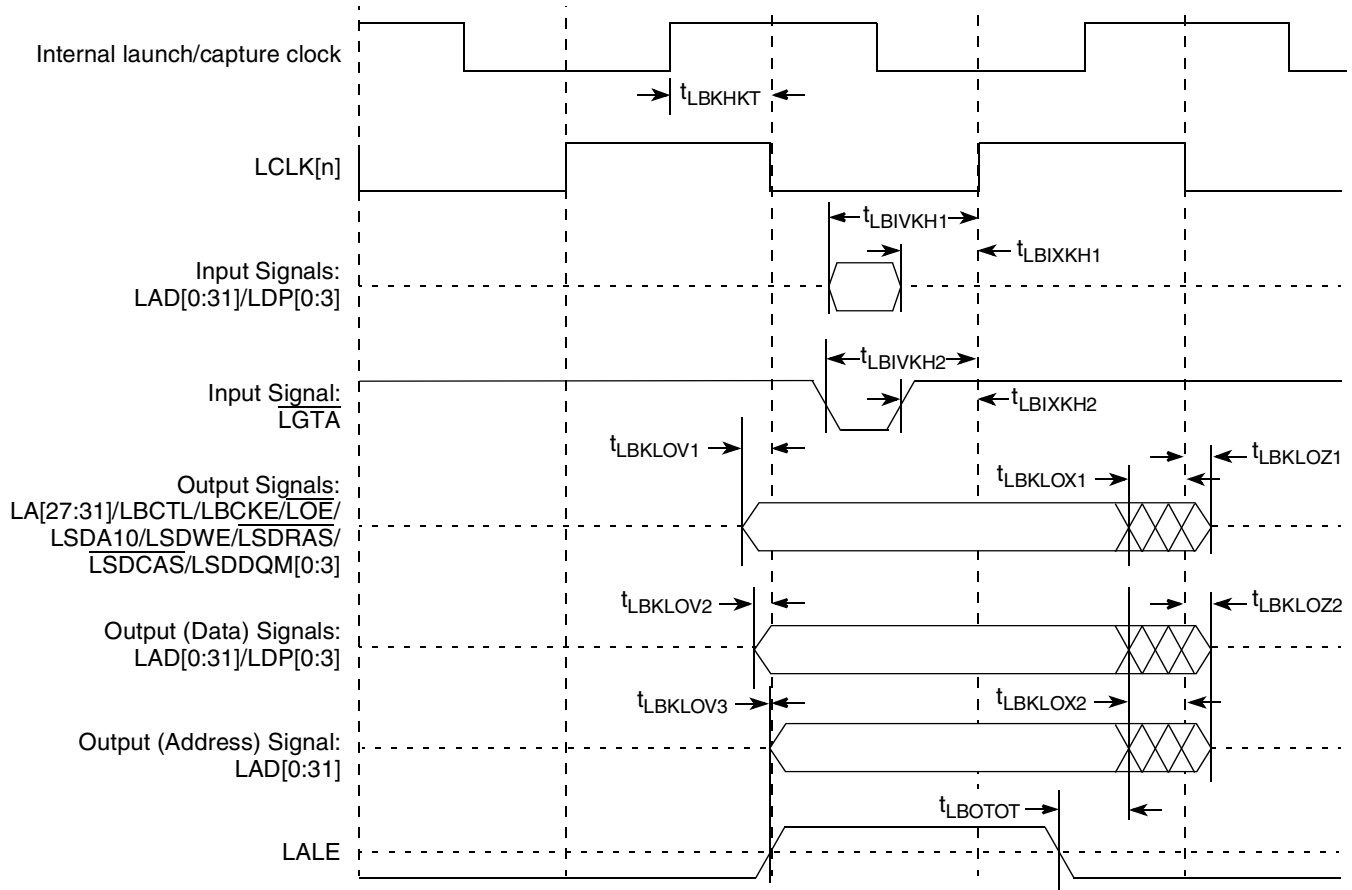 Internal launch/capture clock
tLBKHKT
LCLK[n]
tLBIVKH1
tLBIXKH1
Input Signals:
LAD[0:31]/LDP[0:3]
tLBIVKH2
Input Signal:
LGTA
tLBIXKH2
tLBKLOV1
tLBKLOX1
tLBKLOZ1
Output Signals:
LA[27:31]/LBCTL/LBCKE/LOE/
LSDA10/LSDWE/LSDRAS/
LSDCAS/LSDDQM[0:3]
tLBKLOV2
tLBKLOZ2
Output (Data) Signals:
LAD[0:31]/LDP[0:3]
tLBKLOV3
tLBKLOX2
Output (Address) Signal:
LAD[0:31]
tLBOTOT
LALE